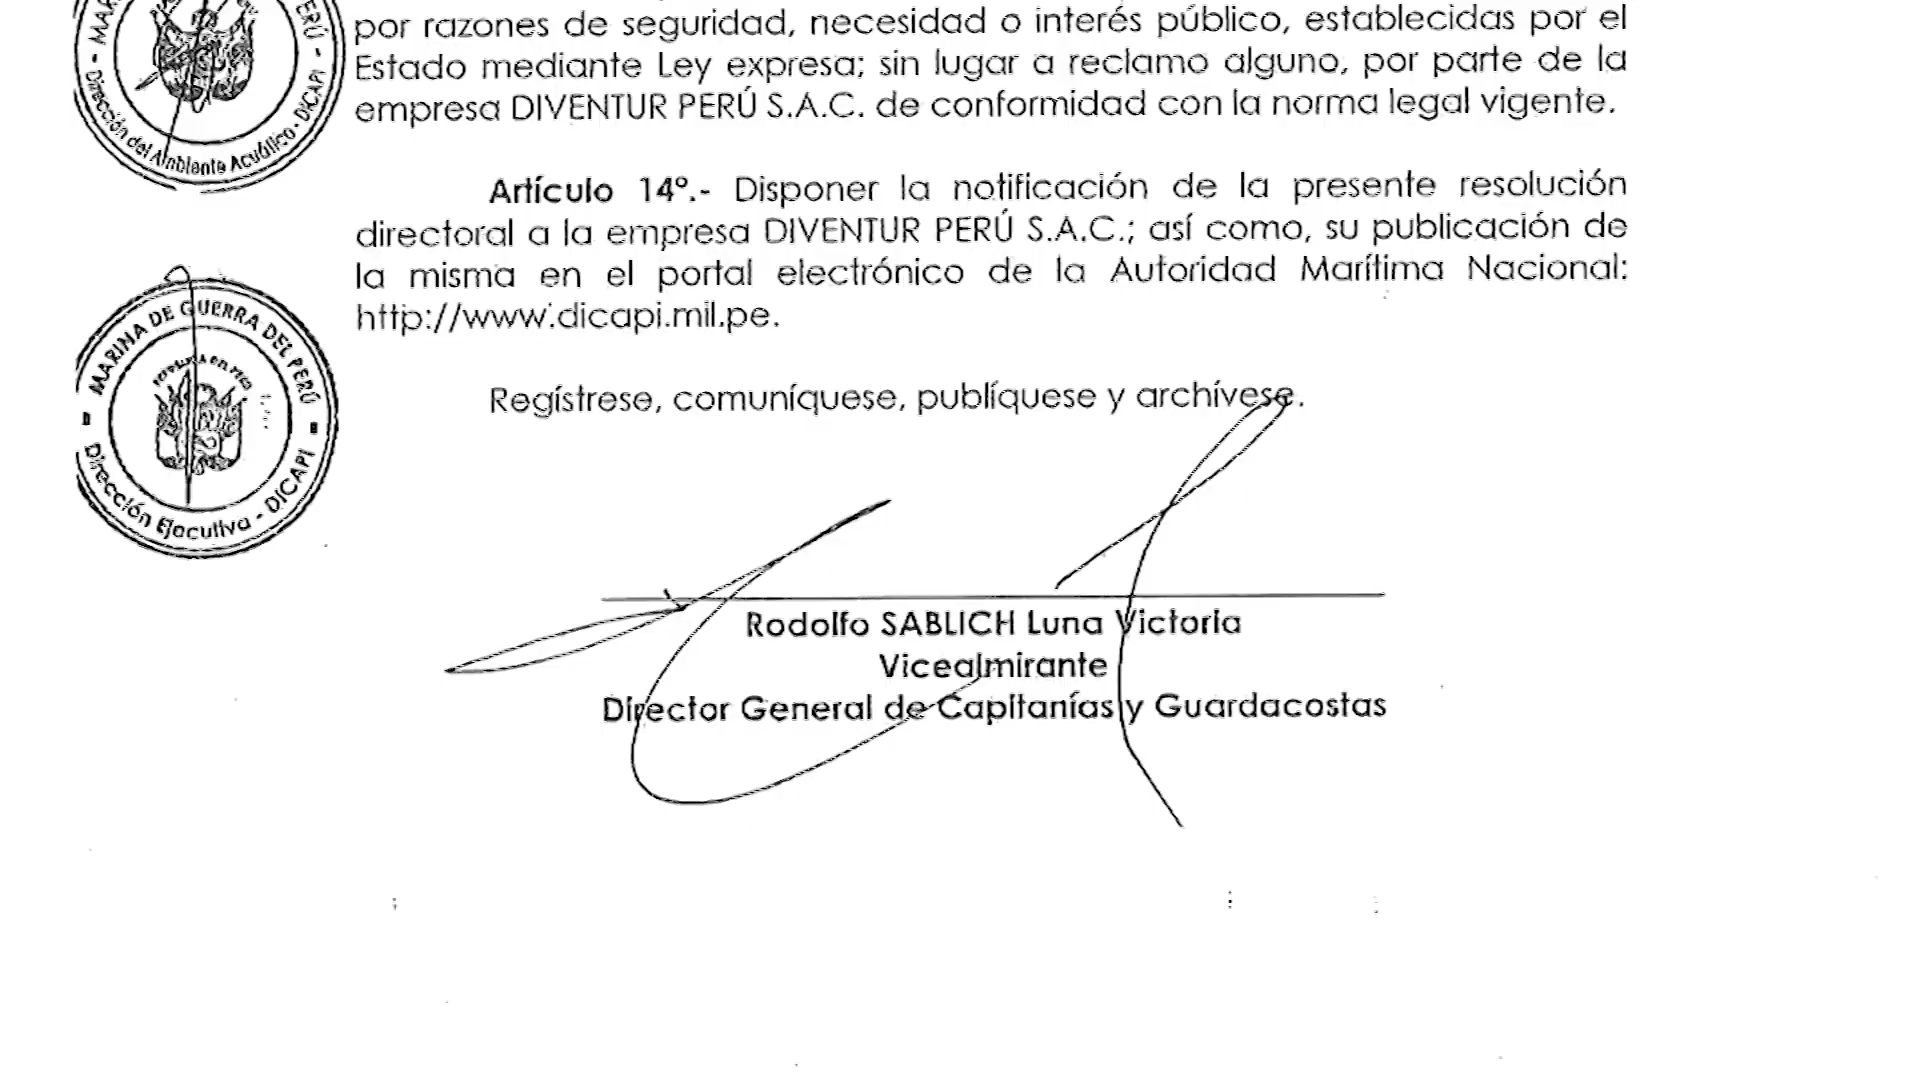 por razones de seguridad, necesidad o interés público, establecidas por el
Estado mediante Ley expresa; sin lugar a reclamo alguno, por parte de la
empresa DIVENTUR PERÚ S.A.C. de conformidad con la norma legal vigente.
Artículo 14°.- Disponer la notificación de la presente resolución
directoral a la empresa DIVENTUR PERÚ S.A.C.; así como, su publicación de
la misma en el portal electrónico de la Autoridad Marítima Nacional:
http://www.dicapi.mil.pe.
Regístrese, comuníquese, publíquese y archívese.
Rodolfo SABLICH Luna Victoria
Vicealmirante
Director General de Capitanías y Guardacostas
Dirección del Ambiente Acuático - DICAPI
MARINA DE GUERRA DEL PERÚ
Dirección Ejecutiva - DICAPI